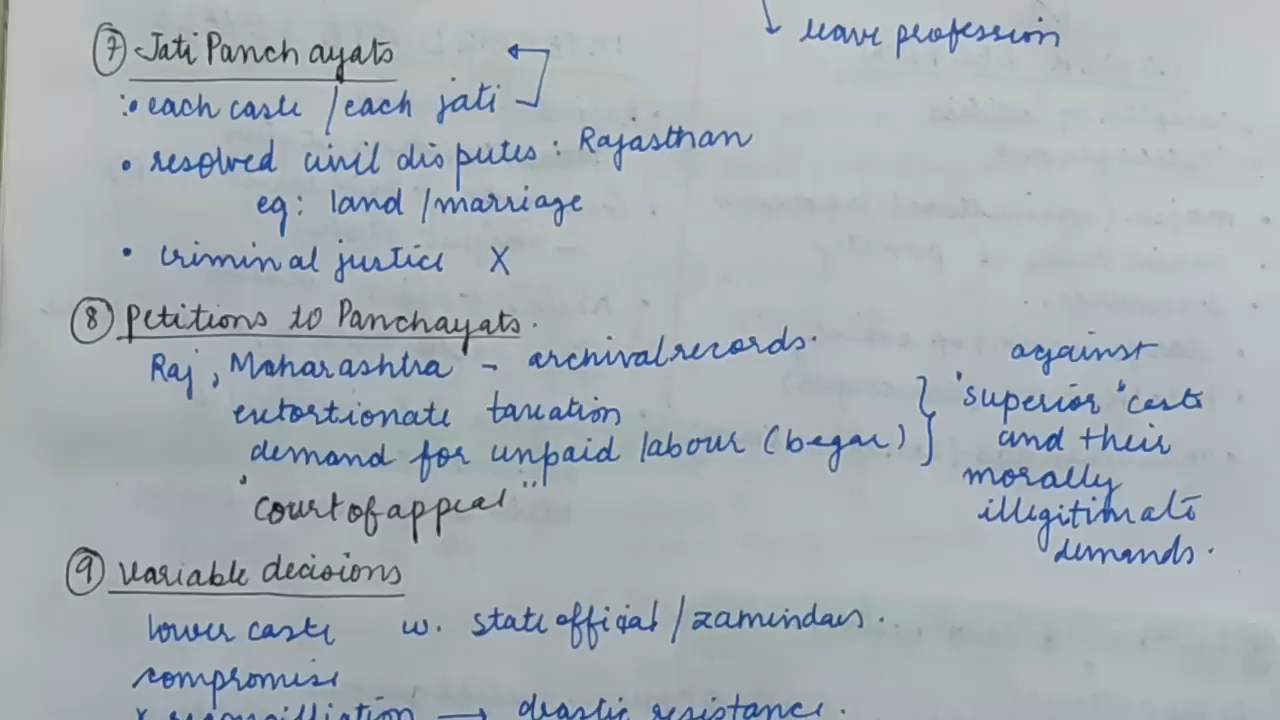 ↳ leave profession
⑦ Jati Panchayats
:• each caste / each jati
• resolved civil disputes : Rajasthan
eg: land / marriage
• criminal justice X
⑧ Petitions to Panchayats.
Raj, Maharashtra - archival records.
extortionate taxation
demand for unpaid labour (begar)
"court of appeal"
against
"superior" caste
and their
morally
illegitimate
demands.
⑨ Variable decisions
lower caste w. state official / zamindars.
compromise
X reconcilliation → drastic resistance.